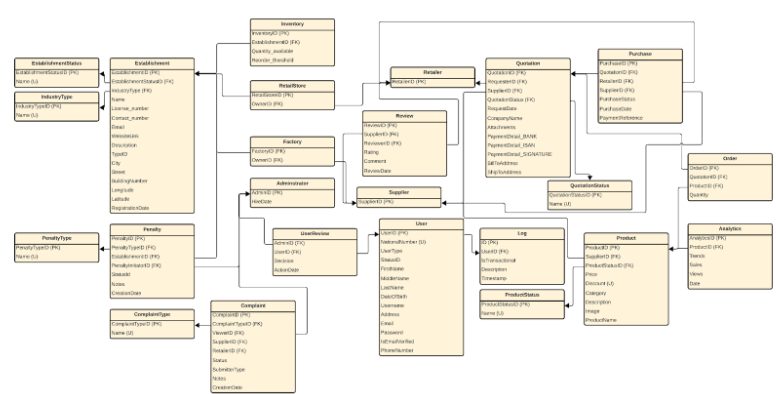 Inventory
InventoryID (PK)
EstablishmentID (FK)
Quantity_available
Reorder_threshold
EstablishmentStatus
EstablishmentStatusID (PK)
Name (U)
IndustryType
IndustryTypeID (PK)
Name (U)
Establishment
EstablishmentID (PK)
EstablishmentStatusID (FK)
IndustryType (FK)
Name
License_number
Contact_number
Email
WebsiteLink
Description
TypeID
City
Street
BuildingNumber
Longitude
Latitude
RegistrationDate
RetailStore
RetailStoreID (PK)
OwnerID (FK)
Retailer
RetailerID (PK)
Quotation
QuotationID (PK)
RequesterID (FK)
SupplierID (FK)
QuotationStatus (FK)
RequestDate
CompanyName
Attachments
PaymentDetail_BANK
PaymentDetail_IBAN
PaymentDetail_SIGNATURE
BillToAddress
ShipToAddress
Purchase
PurchaseID (PK)
QuotationID (FK)
RetailerID (FK)
SupplierID (FK)
PurchaseStatus
PurchaseDate
PaymentReference
Review
ReviewID (PK)
SupplierID (FK)
ReviewerID (FK)
Rating
Comment
ReviewDate
Factory
FactoryID (PK)
OwnerID (FK)
Administrator
AdminID (PK)
HireDate
Supplier
SupplierID (PK)
QuotationStatus
QuotationStatusID (PK)
Name (U)
Order
OrderID (PK)
QuotationID (FK)
ProductID (FK)
Quantity
PenaltyType
PenaltyTypeID (PK)
Name (U)
Penalty
PenaltyID (PK)
PenaltyTypeID (FK)
EstablishmentID (FK)
PenaltyInitiatorID (FK)
StatusId
Notes
CreationDate
UserReview
AdminID (FK)
UserID (FK)
Decision
ActionDate
User
UserID (PK)
NationalNumber (U)
UserType
StatusID
FirstName
MiddleName
LastName
DateOfBirth
Username
Address
Email
Password
IsEmailVerified
PhoneNumber
Log
ID (PK)
UserID (FK)
IsTransactional
Description
Timestamp
ProductStatus
ProductStatusID (PK)
Name (U)
Product
ProductID (PK)
SupplierID (FK)
ProductStatusID (FK)
Price
Discount (U)
Category
Description
Image
ProductName
Analytics
AnalyticsID (PK)
ProductID (FK)
Sales
Views
Date
ComplaintType
ComplaintTypeID (PK)
Name (U)
Complaint
ComplaintID (PK)
ComplaintTypeID (FK)
ViewerID (FK)
SupplierID (FK)
RetailerID (FK)
Status
SubmitterType
Notes
CreationDate